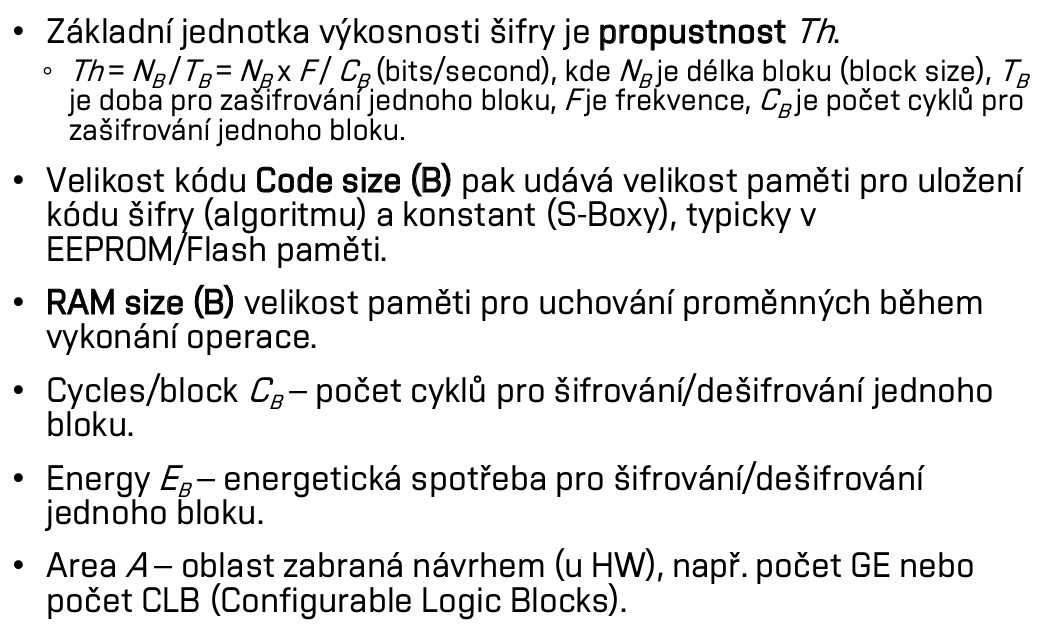 • Základní jednotka výkosnosti šifry je propustnost Th.
◦ Th = N_B / T_B = N_B x F / C_B (bits/second), kde N_B je délka bloku (block size), T_B
je doba pro zašifrování jednoho bloku, F je frekvence, C_B je počet cyklů pro
zašifrování jednoho bloku.
• Velikost kódu Code size (B) pak udává velikost paměti pro uložení
kódu šifry (algoritmu) a konstant (S-Boxy), typicky v
EEPROM/Flash paměti.
• RAM size (B) velikost paměti pro uchování proměnných během
vykonání operace.
• Cycles/block C_B – počet cyklů pro šifrování/dešifrování jednoho
bloku.
• Energy E_B – energetická spotřeba pro šifrování/dešifrování
jednoho bloku.
• Area A – oblast zabraná návrhem (u HW), např. počet GE nebo
počet CLB (Configurable Logic Blocks).